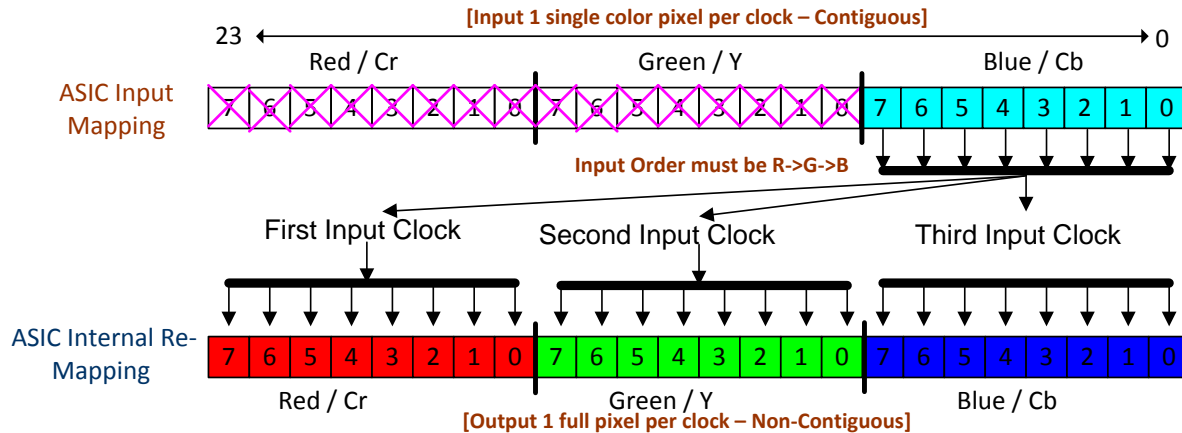 [Input 1 single color pixel per clock – Contiguous]
23 0
Red / Cr Green / Y Blue / Cb
ASIC Input
Mapping
7 6 5 4 3 2 1 0 7 6 5 4 3 2 1 0 7 6 5 4 3 2 1 0
Input Order must be R->G->B
First Input Clock Second Input Clock Third Input Clock
ASIC Internal Re-
Mapping
7 6 5 4 3 2 1 0 7 6 5 4 3 2 1 0 7 6 5 4 3 2 1 0
Red / Cr Green / Y Blue / Cb
[Output 1 full pixel per clock – Non-Contiguous]